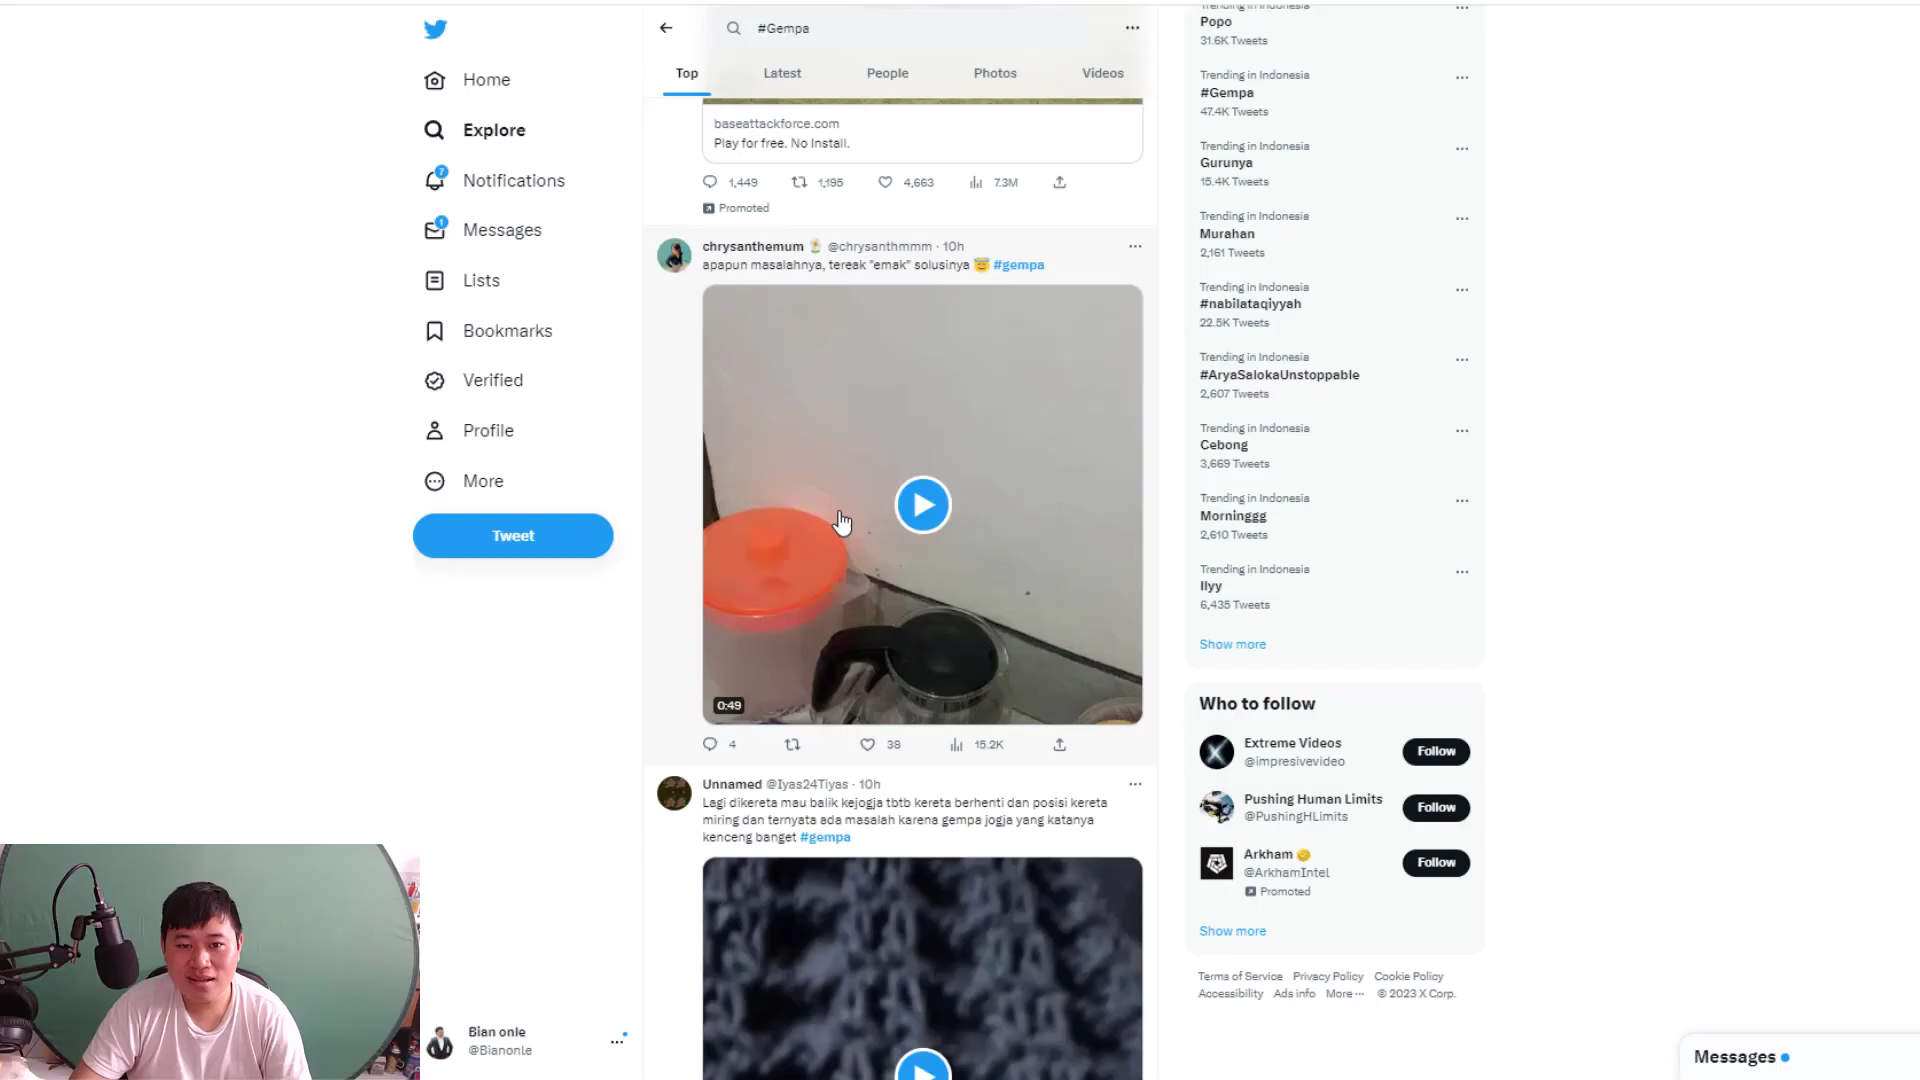 Home
Explore
7
Notifications
1
Messages
Lists
Bookmarks
Verified
Profile
More
Tweet
Bian onle
@Bianonle
#Gempa
Top
Latest
People
Photos
Videos
baseattackforce.com
Play for free. No Install.
1,449 1,195 4,663 7.3M
Promoted
chrysanthemum @chrysanthmmm · 10h
apapun masalahnya, tereak "emak" solusinya 😇 #gempa
0:49
4 38 15.2K
Unnamed @Iyas24Tiyas · 10h
Lagi dikereta mau balik kejogja tbtb kereta berhenti dan posisi kereta
miring dan ternyata ada masalah karena gempa jogja yang katanya
kenceng banget #gempa
Trending in Indonesia
Popo
31.6K Tweets
Trending in Indonesia
#Gempa
47.4K Tweets
Trending in Indonesia
Gurunya
15.4K Tweets
Trending in Indonesia
Murahan
2,161 Tweets
Trending in Indonesia
#nabilataqiyyah
22.5K Tweets
Trending in Indonesia
#AryaSalokaUnstoppable
2,607 Tweets
Trending in Indonesia
Cebong
3,669 Tweets
Trending in Indonesia
Morninggg
2,610 Tweets
Trending in Indonesia
Ilyy
6,435 Tweets
Show more
Who to follow
Extreme Videos
@impresivevideo
Follow
Pushing Human Limits
@PushingHLimits
Follow
Arkham
@ArkhamIntel
Promoted
Follow
Show more
Terms of Service Privacy Policy Cookie Policy
Accessibility Ads info More ··· © 2023 X Corp.
Messages